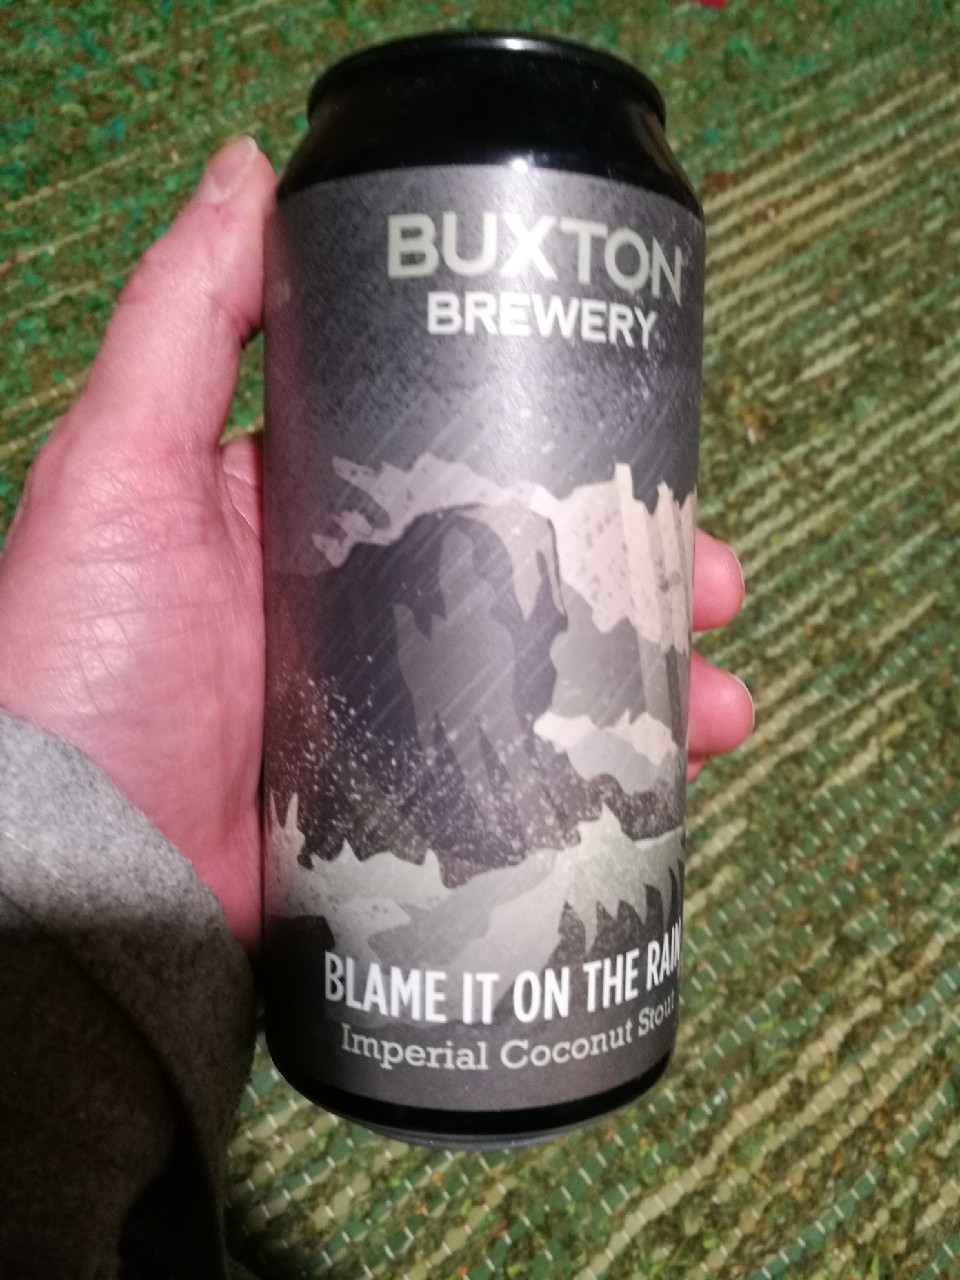 BUXTON
BREWERY
BLAME IT ON THE RAIN
Imperial Coconut Stout